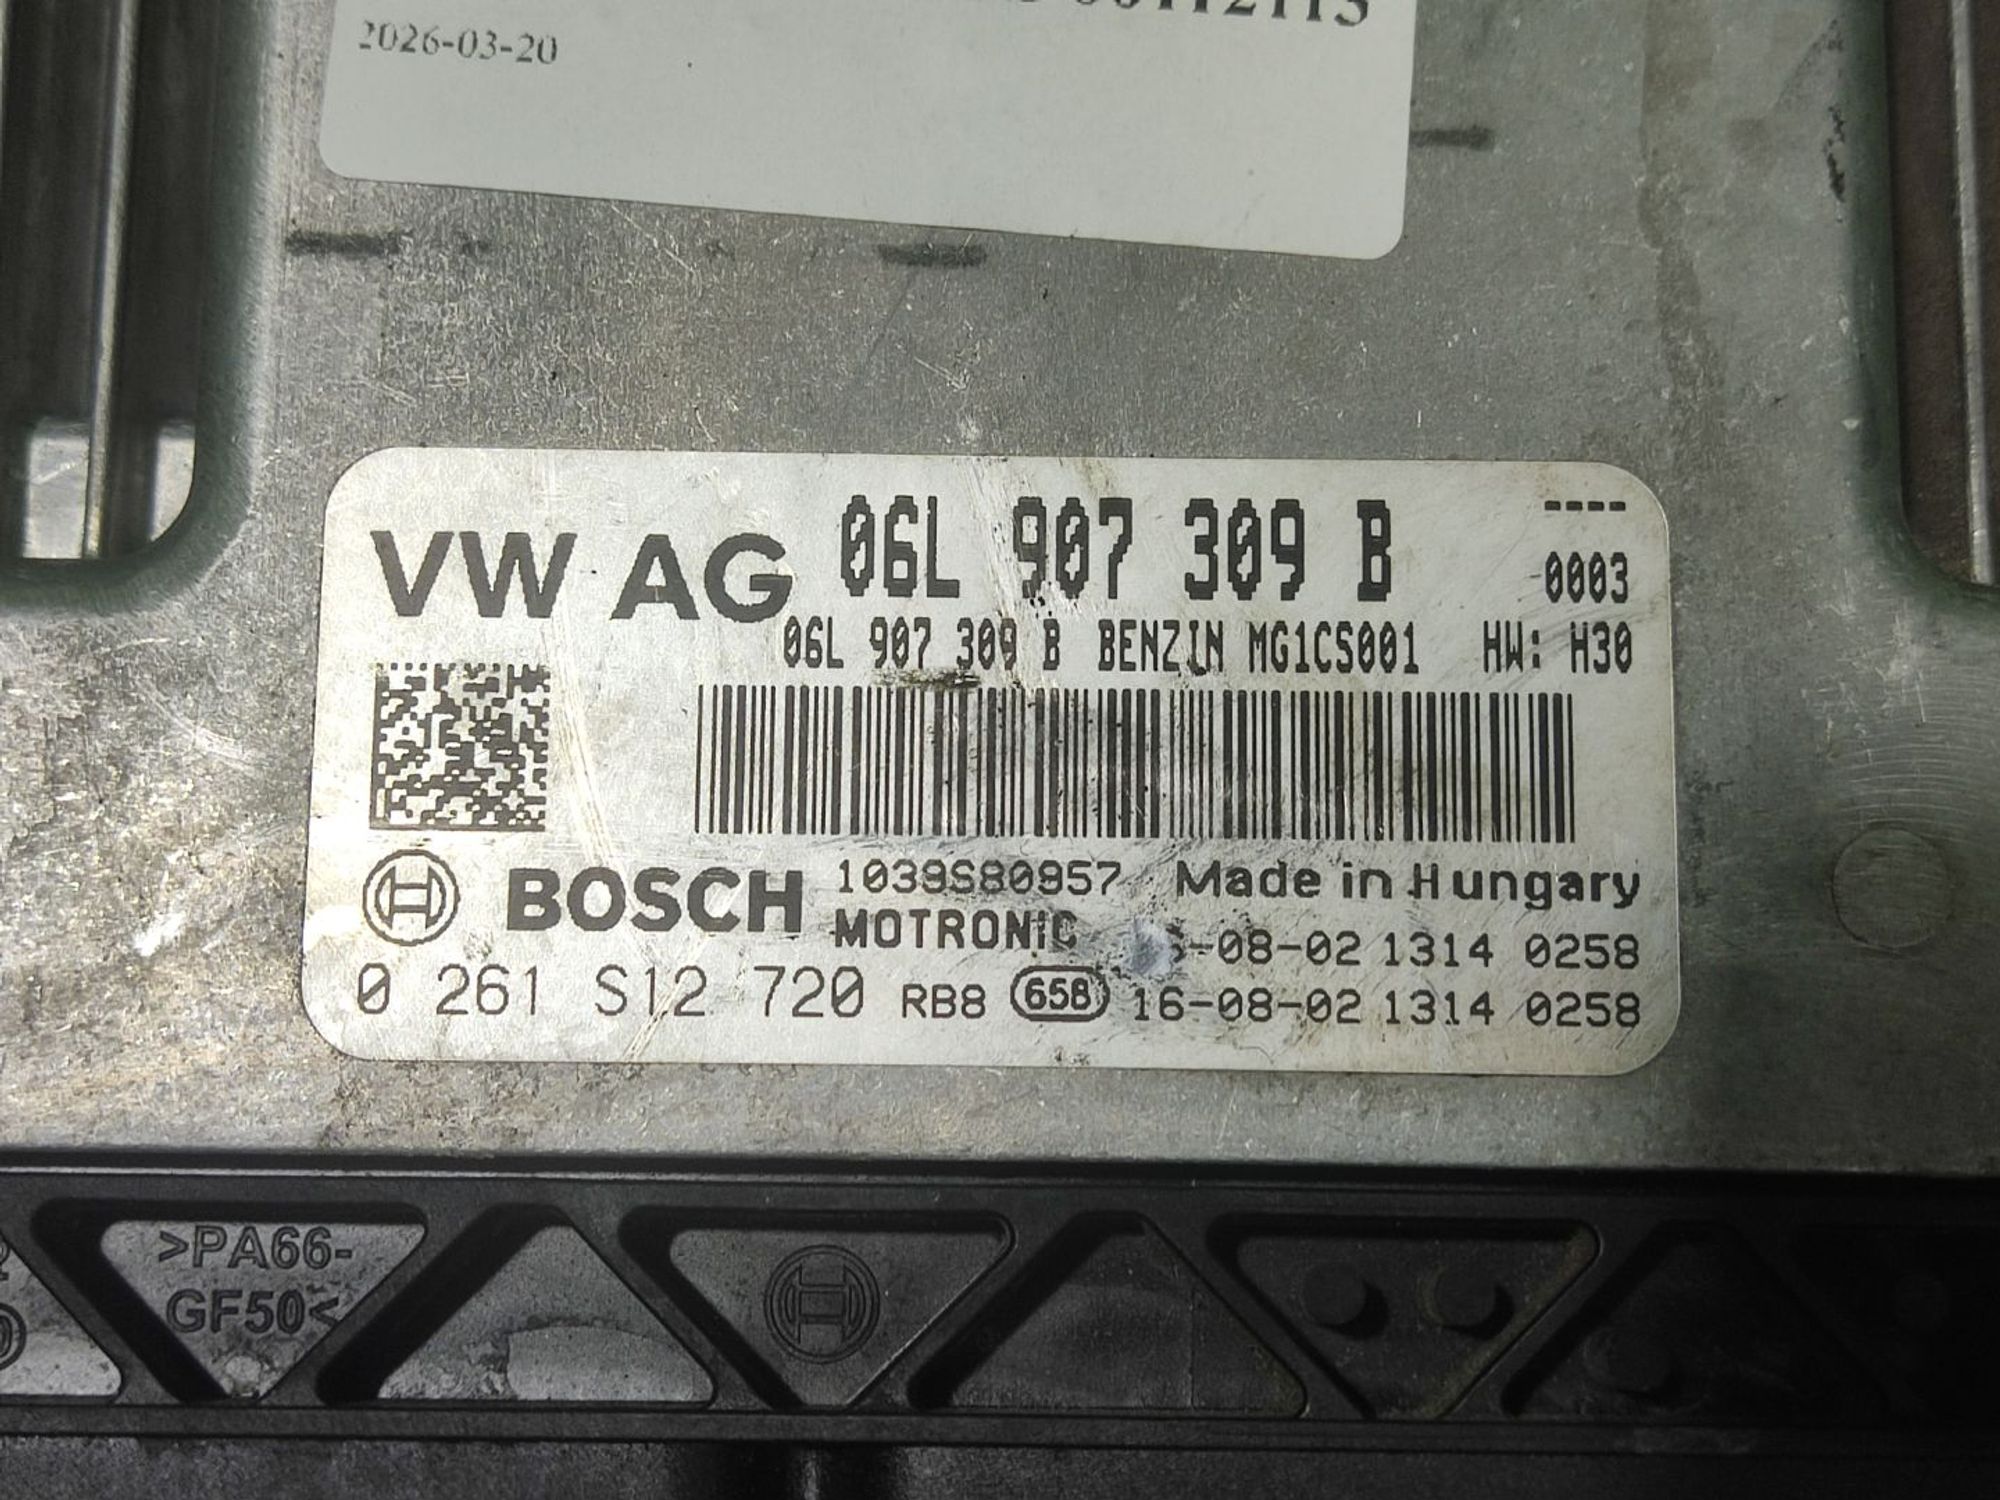 2026-03-20
VW AG 06L 907 309 B ----
0003
06L 907 309 B BENZIN MG1CS001 HW: H30
BOSCH 1039S80957 Made in Hungary
MOTRONIC -08-02 1314 0258
0 261 S12 720 RB8 658 16-08-02 1314 0258
>PA66-
GF50<